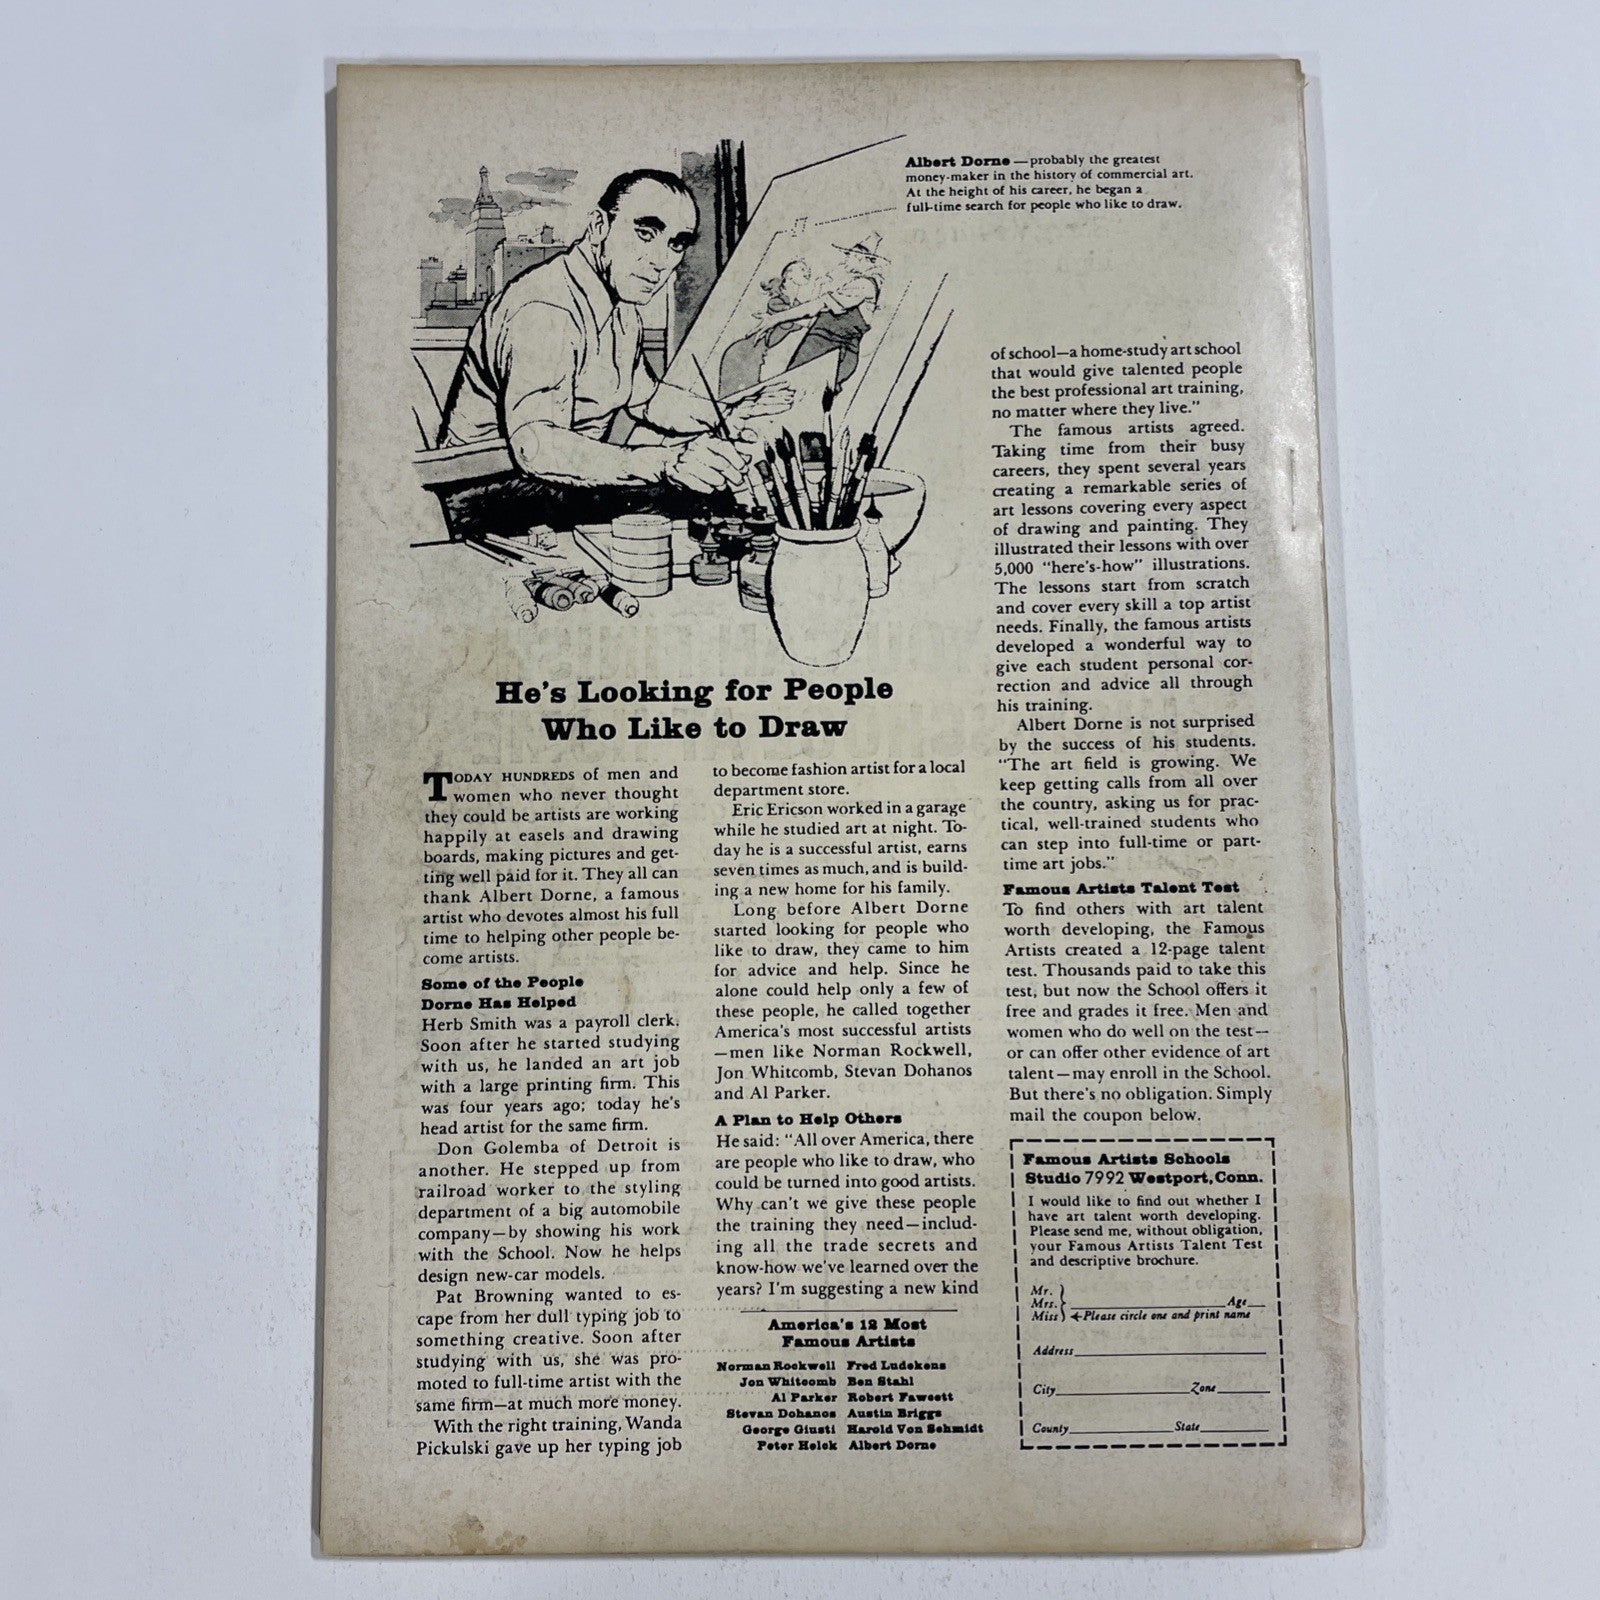 Albert Dorne—probably the greatest
money-maker in the history of commercial art.
At the height of his career, he began a
full-time search for people who like to draw.
He's Looking for People
Who Like to Draw
TODAY HUNDREDS of men and
women who never thought
they could be artists are working
happily at easels and drawing
boards, making pictures and get-
ting well paid for it. They all can
thank Albert Dorne, a famous
artist who devotes almost his full
time to helping other people be-
come artists.
Some of the People
Dorne Has Helped
Herb Smith was a payroll clerk.
Soon after he started studying
with us, he landed an art job
with a large printing firm. This
was four years ago; today he's
head artist for the same firm.
Don Golemba of Detroit is
another. He stepped up from
railroad worker to the styling
department of a big automobile
company—by showing his work
with the School. Now he helps
design new-car models.
Pat Browning wanted to es-
cape from her dull typing job to
something creative. Soon after
studying with us, she was pro-
moted to full-time artist with the
same firm—at much more money.
With the right training, Wanda
Pickulski gave up her typing job
to become fashion artist for a local
department store.
Eric Ericson worked in a garage
while he studied art at night. To-
day he is a successful artist, earns
seven times as much, and is build-
ing a new home for his family.
Long before Albert Dorne
started looking for people who
like to draw, they came to him
for advice and help. Since he
alone could help only a few of
these people, he called together
America's most successful artists
—men like Norman Rockwell,
Jon Whitcomb, Stevan Dohanos
and Al Parker.
A Plan to Help Others
He said: "All over America, there
are people who like to draw, who
could be turned into good artists.
Why can't we give these people
the training they need—includ-
ing all the trade secrets and
know-how we've learned over the
years? I'm suggesting a new kind
America's 12 Most
Famous Artists
Norman Rockwell Fred Ludekens
Jon Whitcomb Ben Stahl
Al Parker Robert Fawcett
Stevan Dohanos Austin Briggs
George Giusti Harold Von Schmidt
Peter Helck Albert Dorne
of school—a home-study art school
that would give talented people
the best professional art training,
no matter where they live."
The famous artists agreed.
Taking time from their busy
careers, they spent several years
creating a remarkable series of
art lessons covering every aspect
of drawing and painting. They
illustrated their lessons with over
5,000 "here's-how" illustrations.
The lessons start from scratch
and cover every skill a top artist
needs. Finally, the famous artists
developed a wonderful way to
give each student personal cor-
rection and advice all through
his training.
Albert Dorne is not surprised
by the success of his students.
"The art field is growing. We
keep getting calls from all over
the country, asking us for prac-
tical, well-trained students who
can step into full-time or part-
time art jobs."
Famous Artists Talent Test
To find others with art talent
worth developing, the Famous
Artists created a 12-page talent
test. Thousands paid to take this
test, but now the School offers it
free and grades it free. Men and
women who do well on the test—
or can offer other evidence of art
talent—may enroll in the School.
But there's no obligation. Simply
mail the coupon below.
Famous Artists Schools
Studio 7992 Westport, Conn.
I would like to find out whether I
have art talent worth developing.
Please send me, without obligation,
your Famous Artists Talent Test
and descriptive brochure.
Mr.
Mrs. Age
Miss ←Please circle one and print name
Address
City Zone
County State